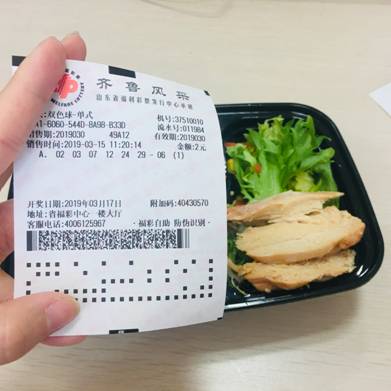 齐鲁风采
WELFARE LOTTERY
山东省福利彩票发行中心承销
双色球-单式 机号:37510010
6060-544D-8A9B-B33D 流水号:011984
销售期:2019030 49A12 有效期:2019030
销售时间:2019-03-15 11:20:14 金额:2元
A. 02 03 07 12 24 29 - 06 (1)
开奖日期:2019年03月17日 附加码:40430570
地址:省福彩中心一楼大厅
客服电话:4006125967 ·福彩自助 防伪识别·